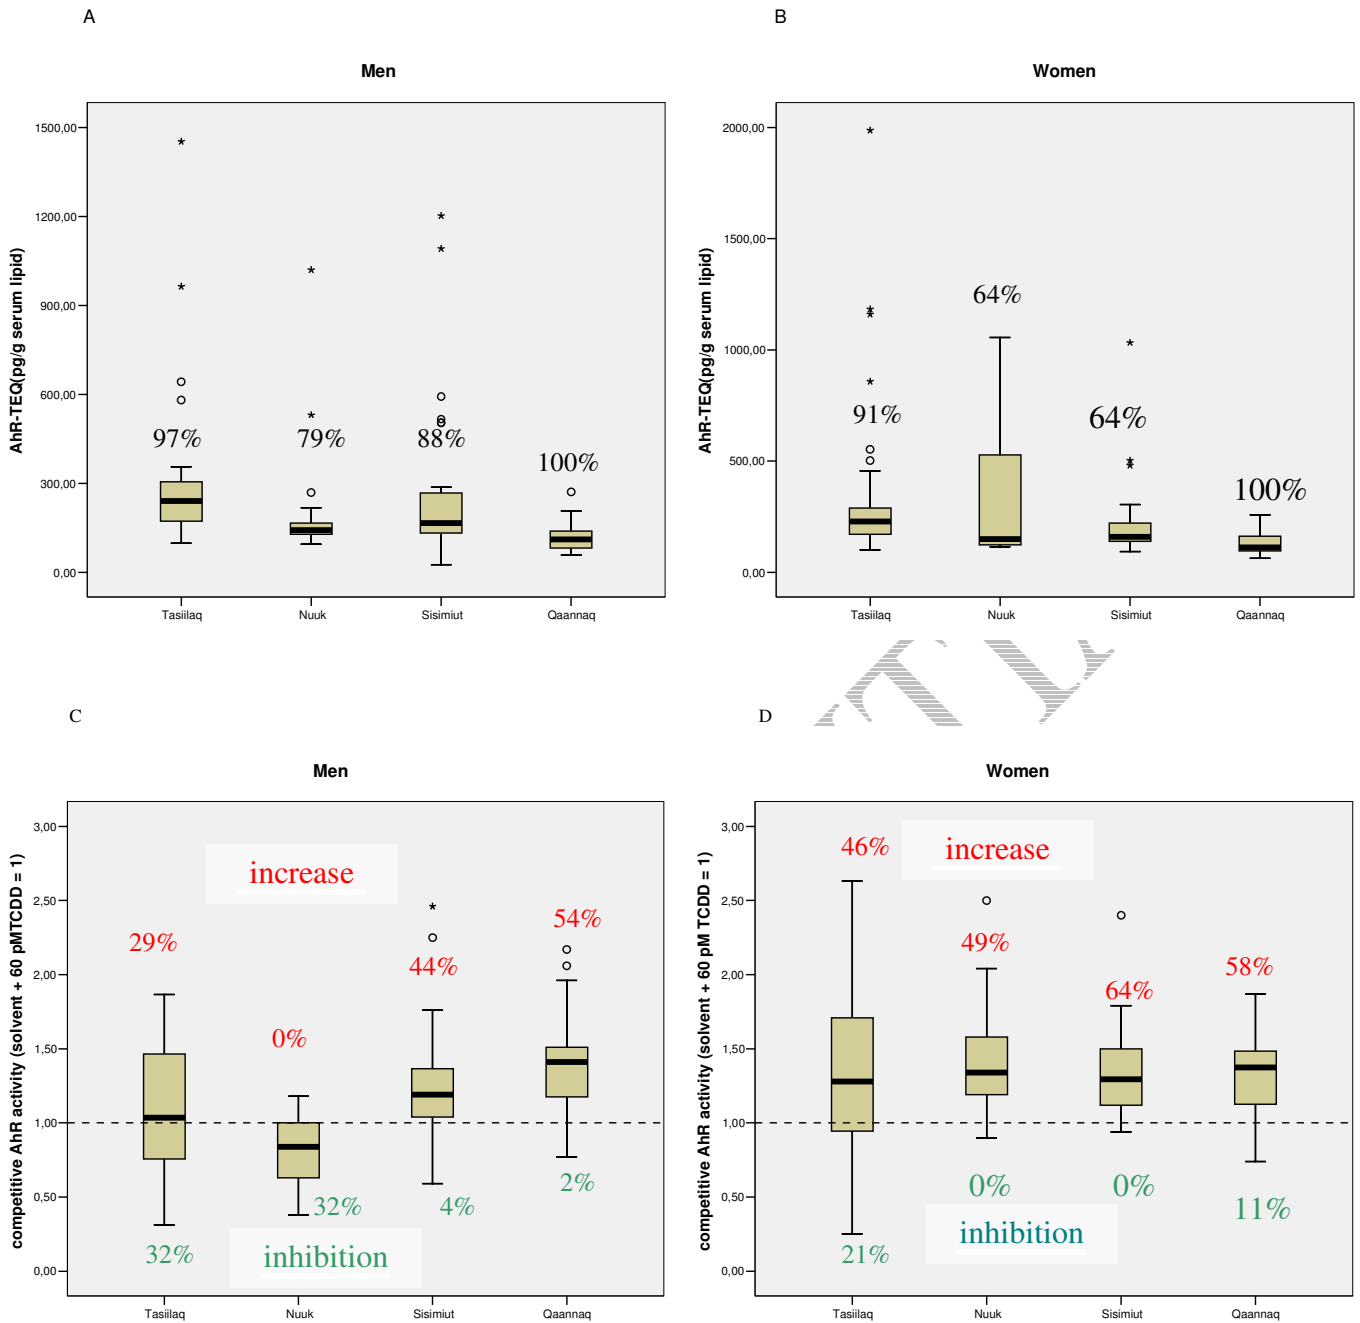 A
B
Men
Women
1500,00
1200,00
900,00
600,00
300,00
0,00
AhR-TEQ(pg/g serum lipid)
97%
79%
88%
100%
Tasiilaq
Nuuk
Sisimiut
Qaannaq
2000,00
1500,00
1000,00
500,00
0,00
AhR-TEQ(pg/g serum lipid)
91%
64%
64%
100%
Tasiilaq
Nuuk
Sisimiut
Qaannaq
C
D
Men
Women
3,00
2,50
2,00
1,50
1,00
0,50
0,00
competitive AhR activity (solvent + 60 pMTCDD = 1)
increase
29%
0%
44%
54%
32%
32%
4%
2%
inhibition
Tasiilaq
Nuuk
Sisimiut
Qaannaq
3,00
2,50
2,00
1,50
1,00
0,50
0,00
competitive AhR activity (solvent + 60 pM TCDD = 1)
46%
increase
49%
64%
58%
21%
0%
0%
11%
inhibition
Tasiilaq
Nuuk
Sisimiut
Qaannaq